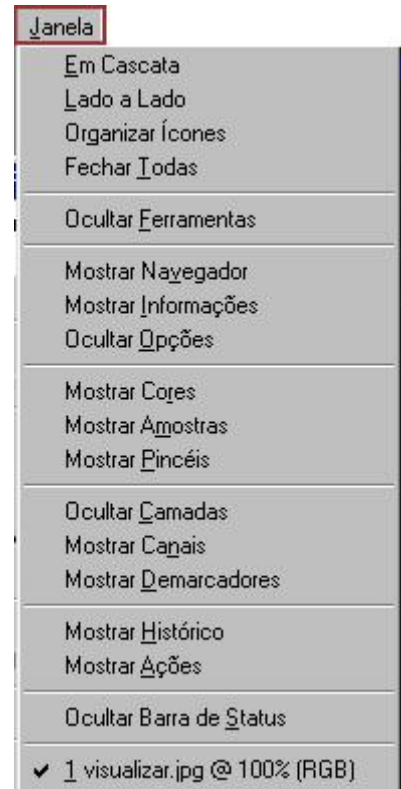 Janela
Em Cascata
Lado a Lado
Organizar Ícones
Fechar Todas
Ocultar Ferramentas
Mostrar Navegador
Mostrar Informações
Ocultar Opções
Mostrar Cores
Mostrar Amostras
Mostrar Pincéis
Ocultar Camadas
Mostrar Canais
Mostrar Demarcadores
Mostrar Histórico
Mostrar Ações
Ocultar Barra de Status
✔ 1 visualizar.jpg @ 100% (RGB)